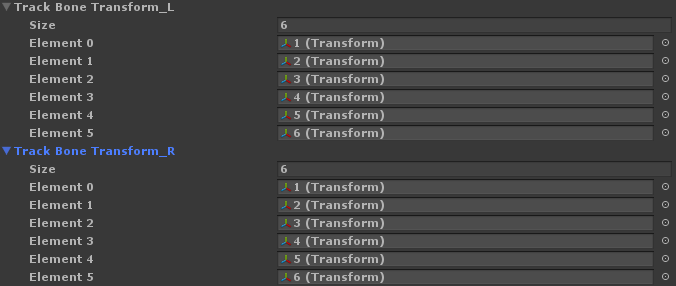 Track Bone Transform_L
Size 6
Element 0 1 (Transform)
Element 1 2 (Transform)
Element 2 3 (Transform)
Element 3 4 (Transform)
Element 4 5 (Transform)
Element 5 6 (Transform)
Track Bone Transform_R
Size 6
Element 0 1 (Transform)
Element 1 2 (Transform)
Element 2 3 (Transform)
Element 3 4 (Transform)
Element 4 5 (Transform)
Element 5 6 (Transform)